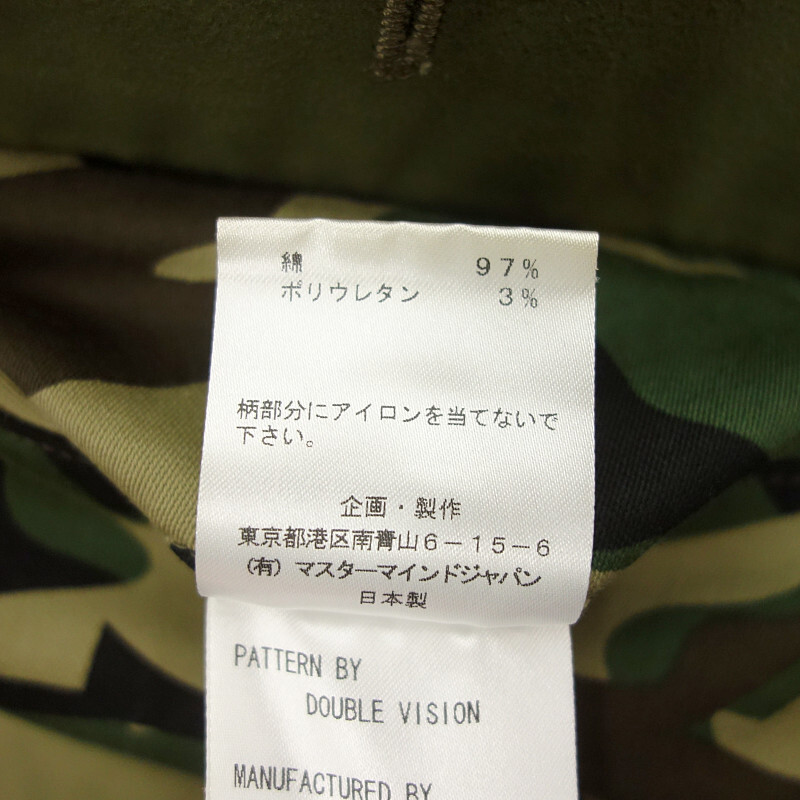 綿 97%
ポリウレタン 3%
柄部分にアイロンを当てないで
下さい。
企画・製作
東京都港区南青山6-15-6
(有) マスターマインドジャパン
日本製
PATTERN BY
DOUBLE VISION
MANUFACTURED BY